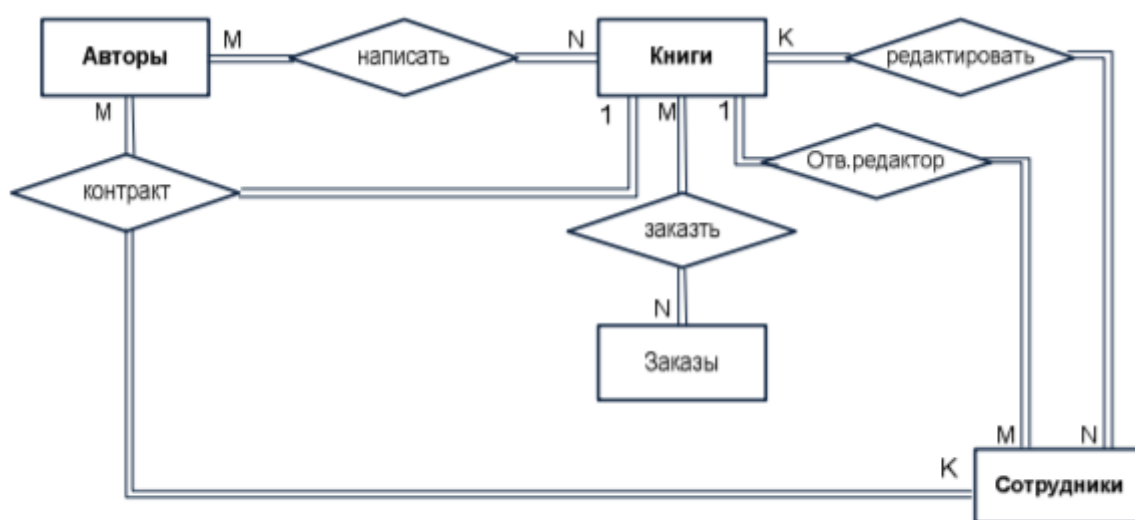 Авторы
M
написать
N
Книги
K
редактировать
M
1
M
1
Отв.редактор
контракт
заказть
N
Заказы
M
N
K
Сотрудники